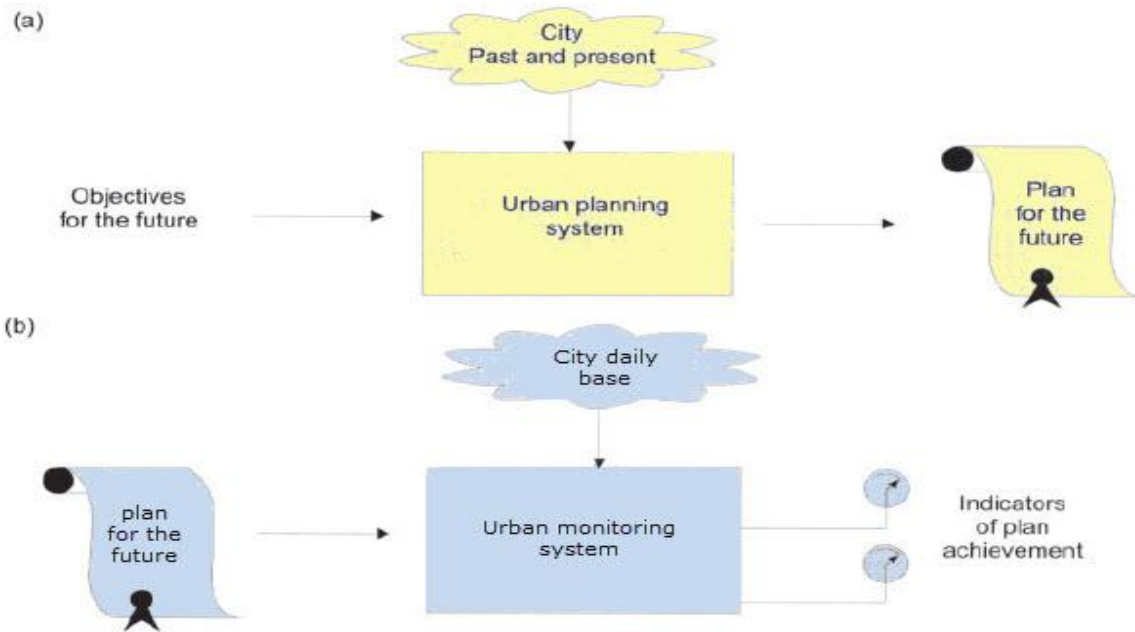 (a)
City
Past and present
Objectives
for the future
Urban planning
system
Plan
for the
future
(b)
City daily
base
plan
for the
future
Urban monitoring
system
Indicators
of plan
achievement